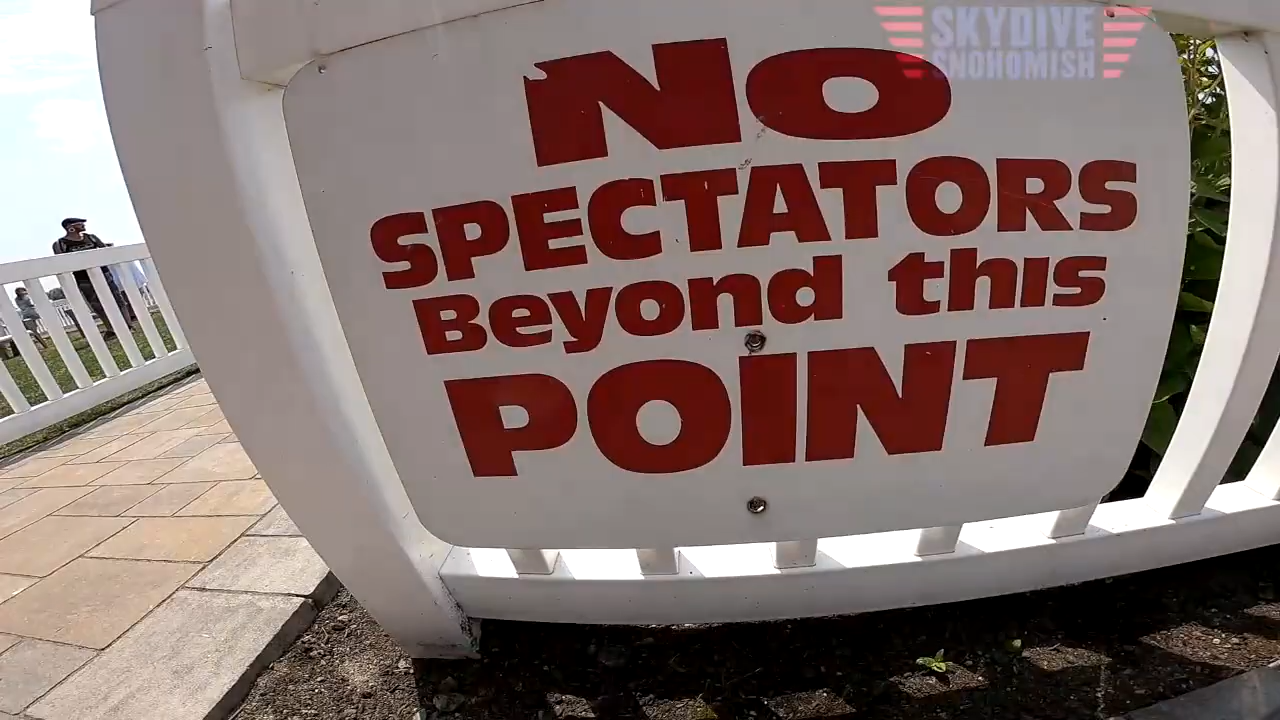 SKYDIVE
SNOHOMISH
NO
SPECTATORS
Beyond this
POINT